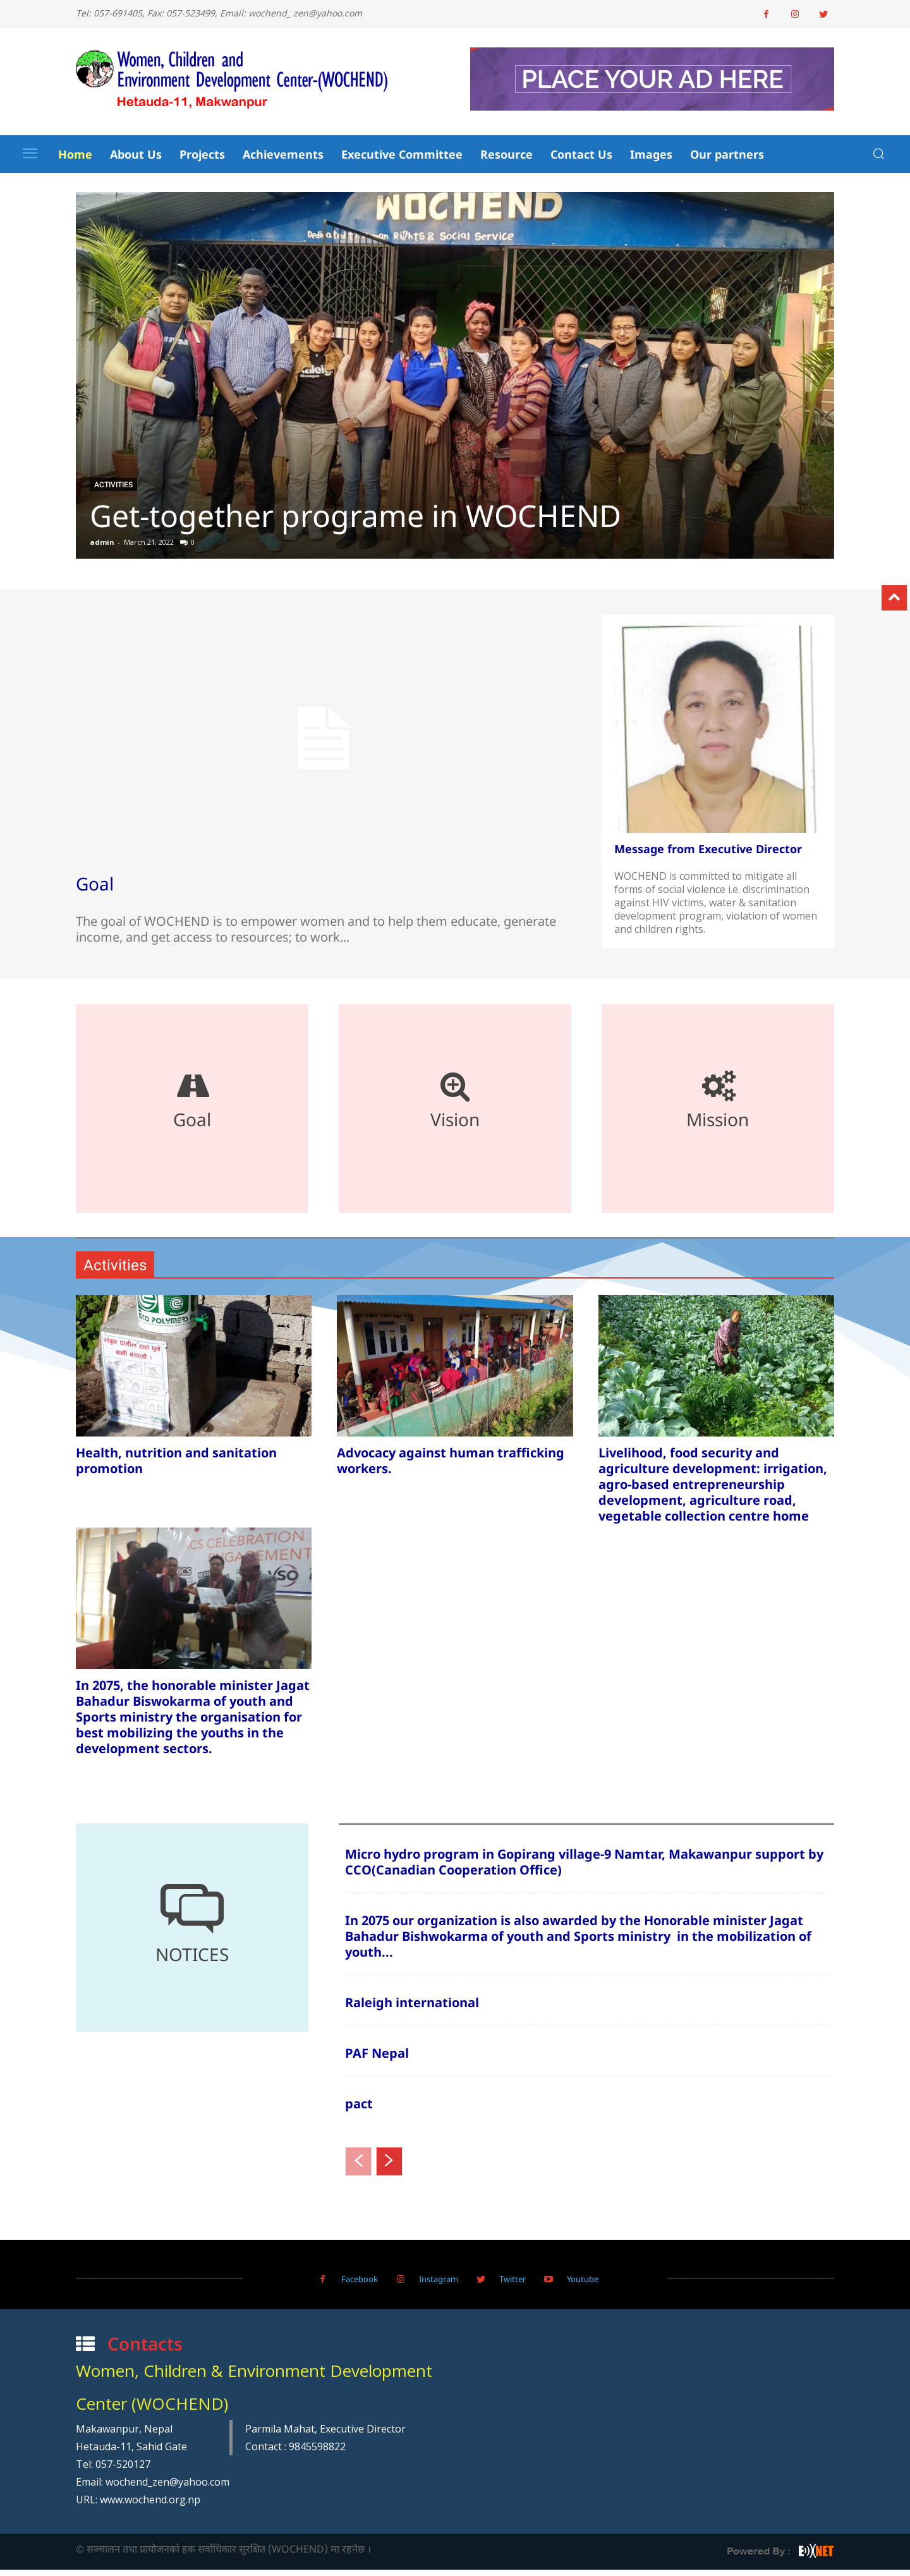 Tel: 057-691405, Fax: 057-523499, Email: wochend_ zen@yahoo.com
Women, Children and
Environment Development Center-(WOCHEND)
Hetauda-11, Makwanpur
PLACE YOUR AD HERE
Home About Us Projects Achievements Executive Committee Resource Contact Us Images Our partners
WOCHEND
Rights & Social Service
ACTIVITIES
Get-together programe in WOCHEND
admin - March 21, 2022 0
Message from Executive Director
WOCHEND is committed to mitigate all
forms of social violence i.e. discrimination
against HIV victims, water & sanitation
development program, violation of women
and children rights.
Goal
The goal of WOCHEND is to empower women and to help them educate, generate
income, and get access to resources; to work...
Goal
Vision
Mission
Activities
Health, nutrition and sanitation
promotion
Advocacy against human trafficking
workers.
Livelihood, food security and
agriculture development: irrigation,
agro-based entrepreneurship
development, agriculture road,
vegetable collection centre home
ICS CELEBRATION
VSO
In 2075, the honorable minister Jagat
Bahadur Biswokarma of youth and
Sports ministry the organisation for
best mobilizing the youths in the
development sectors.
NOTICES
Micro hydro program in Gopirang village-9 Namtar, Makawanpur support by
CCO(Canadian Cooperation Office)
In 2075 our organization is also awarded by the Honorable minister Jagat
Bahadur Bishwokarma of youth and Sports ministry  in the mobilization of
youth...
Raleigh international
PAF Nepal
pact
Facebook Instagram Twitter Youtube
Contacts
Women, Children & Environment Development
Center (WOCHEND)
Makawanpur, Nepal
Hetauda-11, Sahid Gate
Tel: 057-520127
Email: wochend_zen@yahoo.com
URL: www.wochend.org.np
Parmila Mahat, Executive Director
Contact : 9845598822
© सञ्चालन तथा प्रायोजनको हक सर्वाधिकार सुरक्षित (WOCHEND) मा रहनेछ ।
Powered By :